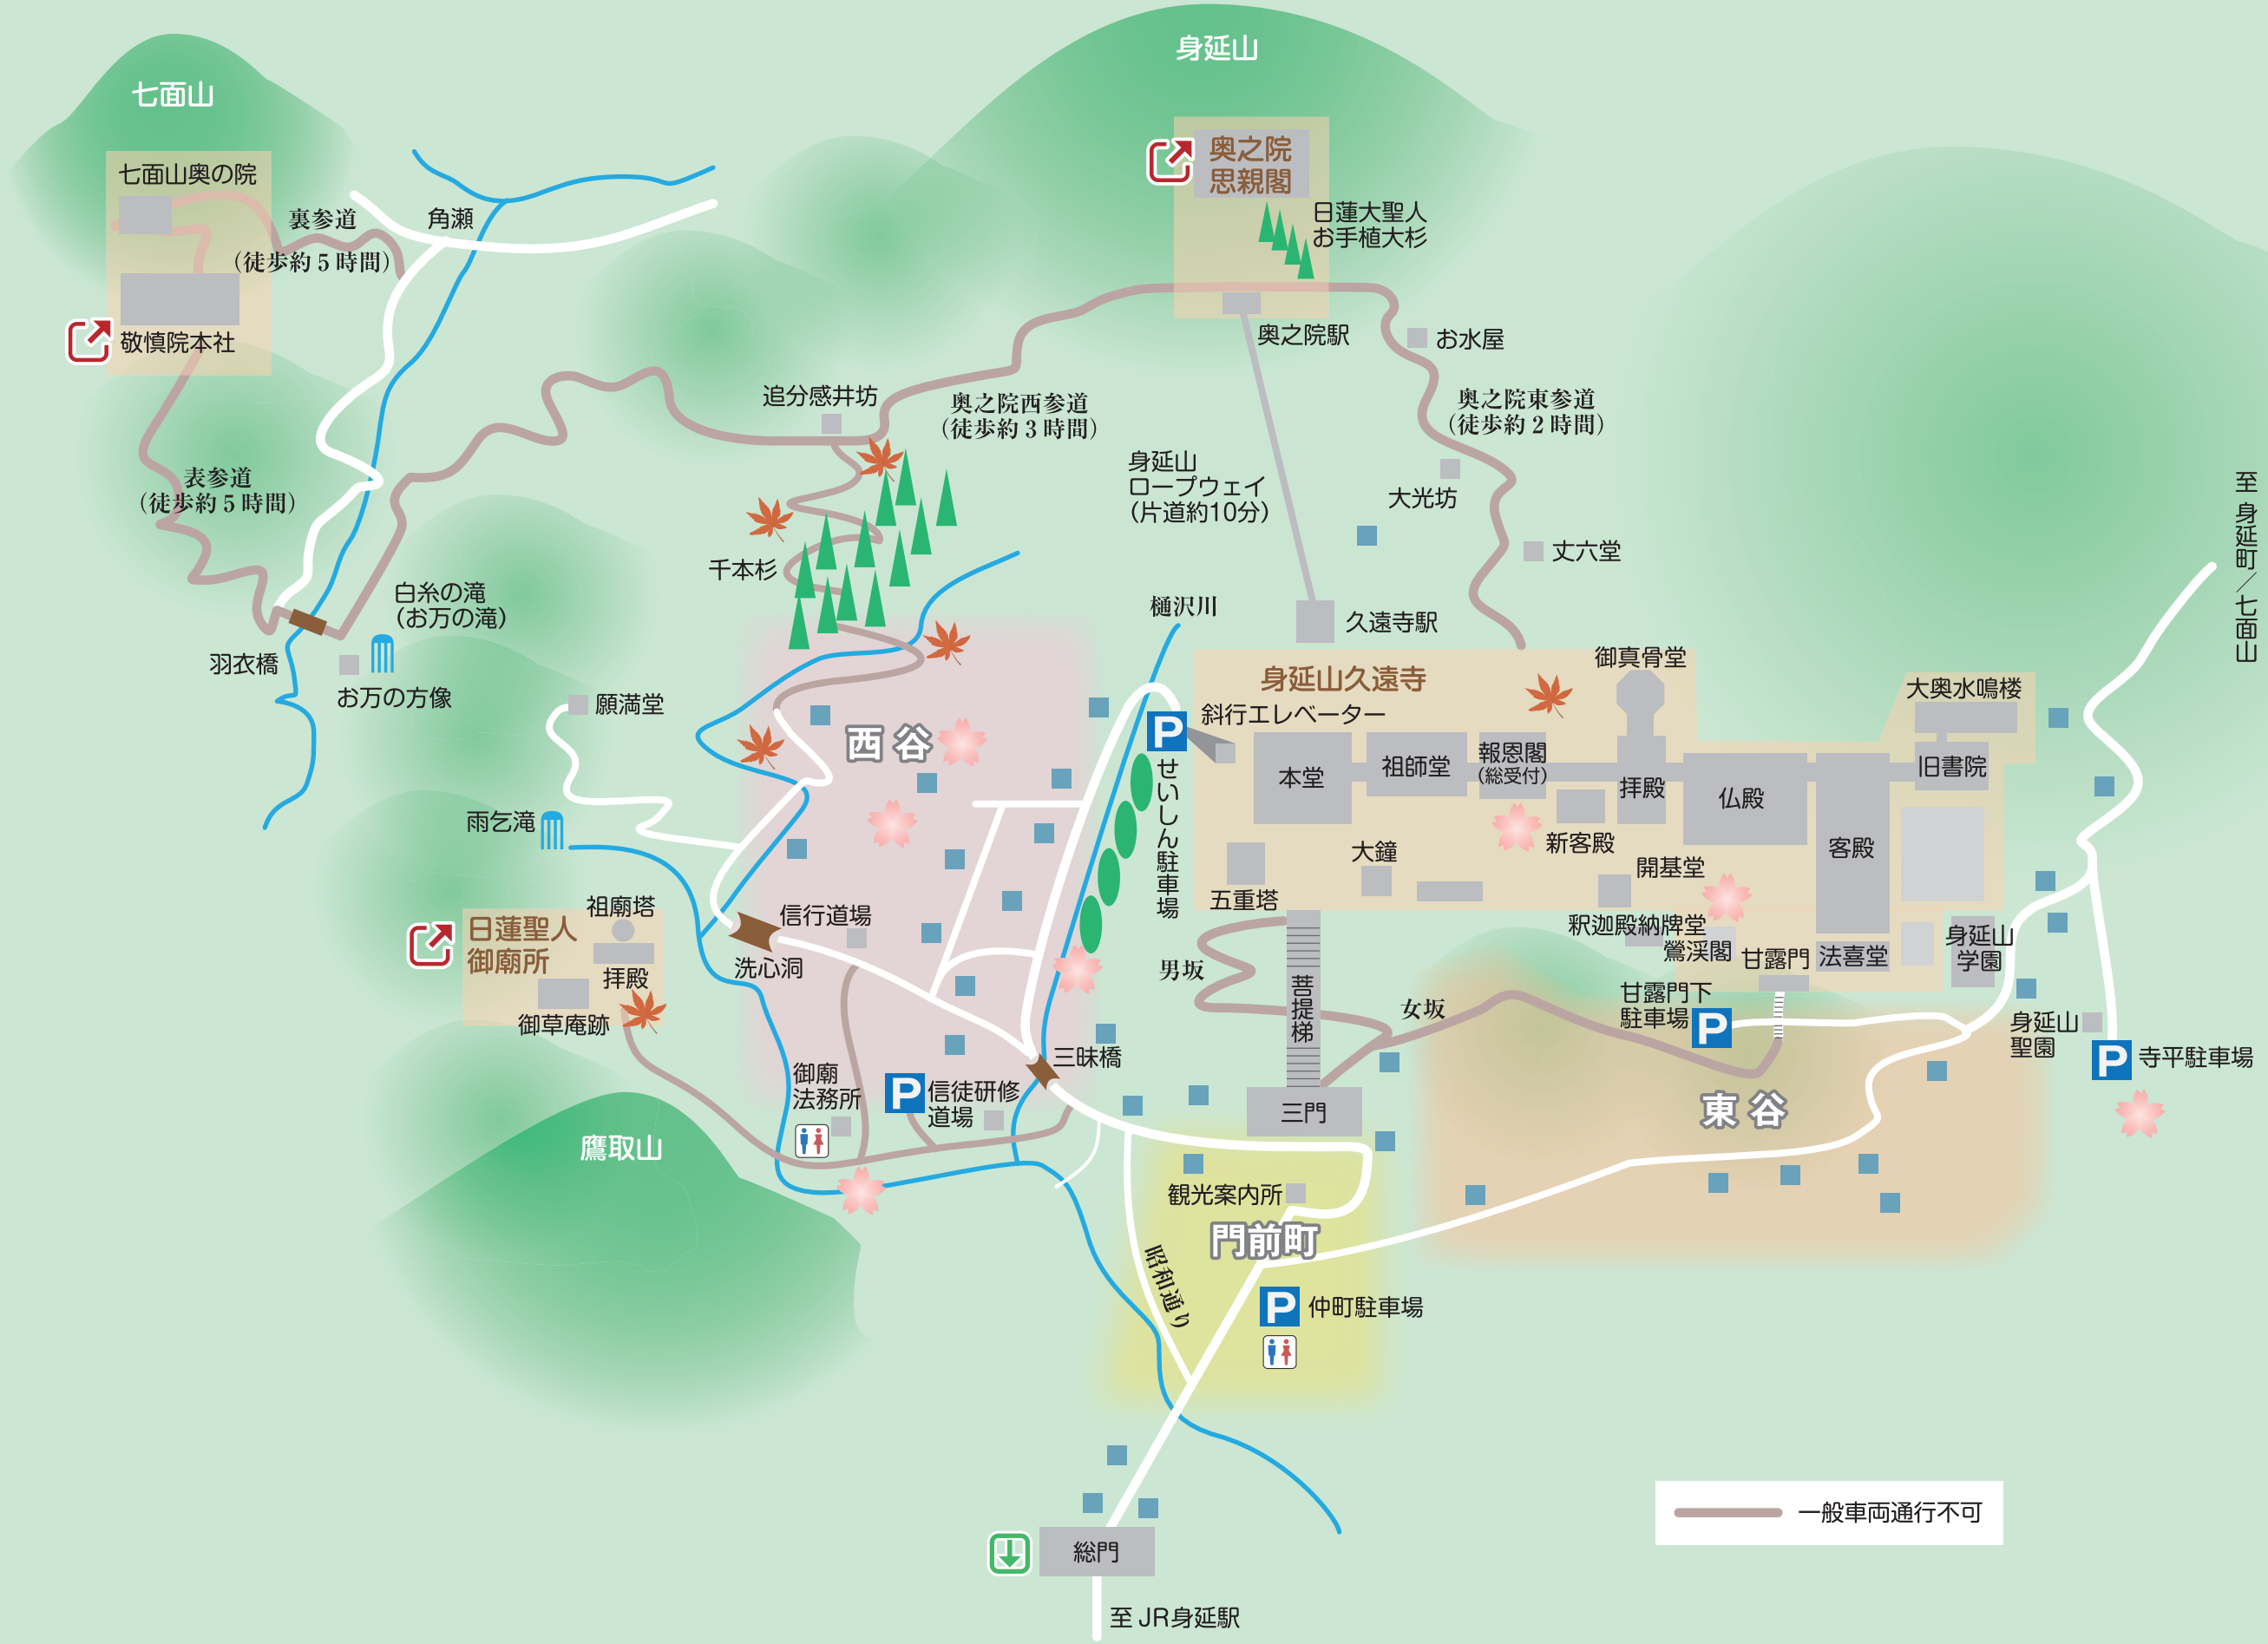 身延山
七面山
奥之院
思親閣
七面山奥の院
裏参道
(徒歩約5時間)
角瀬
日蓮大聖人
お手植大杉
敬慎院本社
奥之院駅
お水屋
追分感井坊
奥之院西参道
(徒歩約3時間)
奥之院東参道
(徒歩約2時間)
身延山
ロープウェイ
(片道約10分)
大光坊
表参道
(徒歩約5時間)
至 身延町/七面山
千本杉
丈六堂
白糸の滝
(お万の滝)
樋沢川
久遠寺駅
羽衣橋
お万の方像
願満堂
身延山久遠寺
御真骨堂
大奥水鳴楼
斜行エレベーター
西谷
P
せいしん駐車場
本堂
祖師堂
報恩閣
(総受付)
拝殿
仏殿
旧書院
雨乞滝
新客殿
客殿
大鐘
開基堂
五重塔
祖廟塔
信行道場
日蓮聖人
御廟所
釈迦殿納牌堂
鶯渓閣
甘露門
法喜堂
身延山
学園
洗心洞
拝殿
男坂
菩提梯
女坂
御草庵跡
甘露門下
駐車場
P
身延山
聖園
P
寺平駐車場
三昧橋
御廟
法務所
P
信徒研修
道場
三門
東谷
鷹取山
観光案内所
門前町
昭和通り
P
仲町駐車場
一般車両通行不可
総門
至 JR身延駅